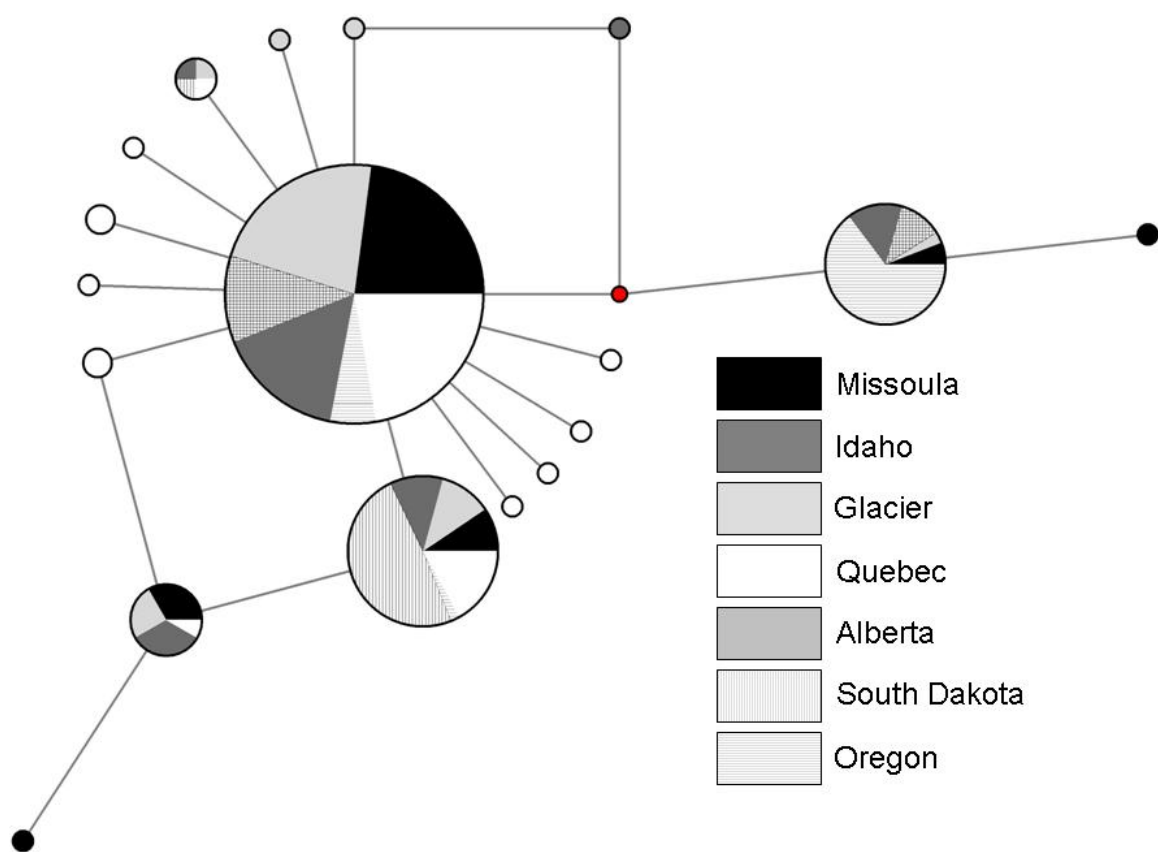 Missoula
Idaho
Glacier
Quebec
Alberta
South Dakota
Oregon